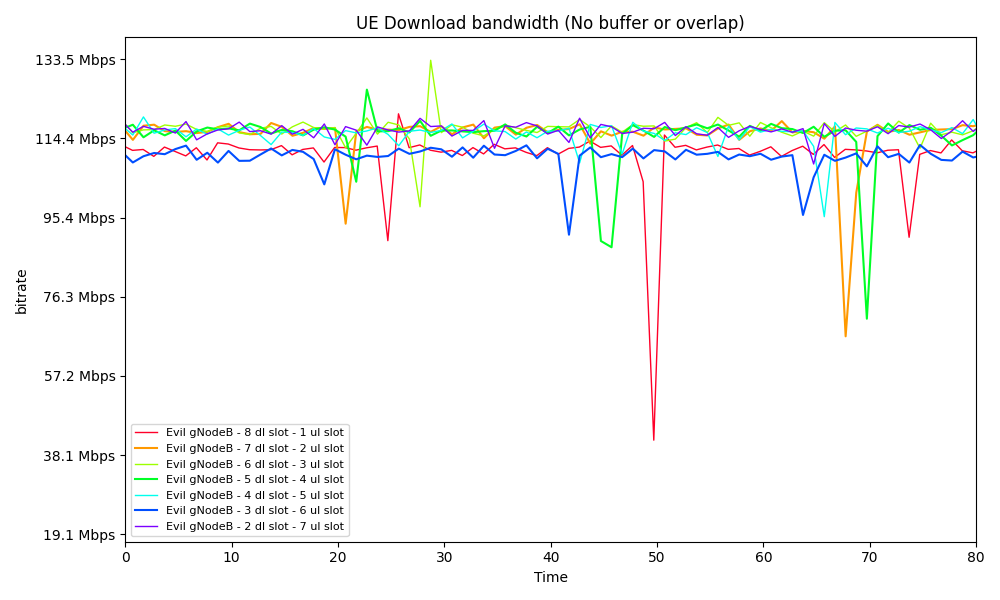 UE Download bandwidth (No buffer or overlap)
133.5 Mbps
114.4 Mbps
95.4 Mbps
76.3 Mbps
57.2 Mbps
38.1 Mbps
19.1 Mbps
bitrate
Evil gNodeB - 8 dl slot - 1 ul slot
Evil gNodeB - 7 dl slot - 2 ul slot
Evil gNodeB - 6 dl slot - 3 ul slot
Evil gNodeB - 5 dl slot - 4 ul slot
Evil gNodeB - 4 dl slot - 5 ul slot
Evil gNodeB - 3 dl slot - 6 ul slot
Evil gNodeB - 2 dl slot - 7 ul slot
0 10 20 30 40 50 60 70 80
Time